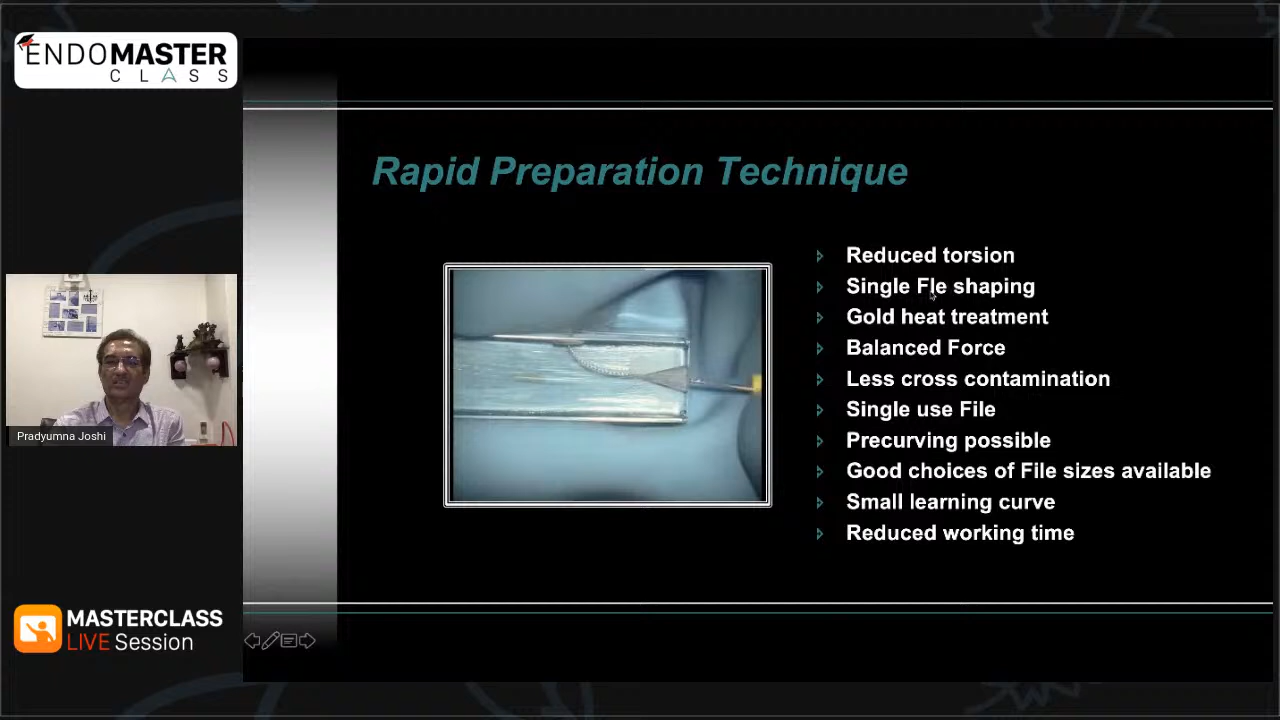 ENDOMASTER
CLASS
Rapid Preparation Technique
Reduced torsion
Single Fle shaping
Gold heat treatment
Balanced Force
Less cross contamination
Single use File
Precurving possible
Good choices of File sizes available
Small learning curve
Reduced working time
Pradyumna Joshi
MASTERCLASS
LIVE Session